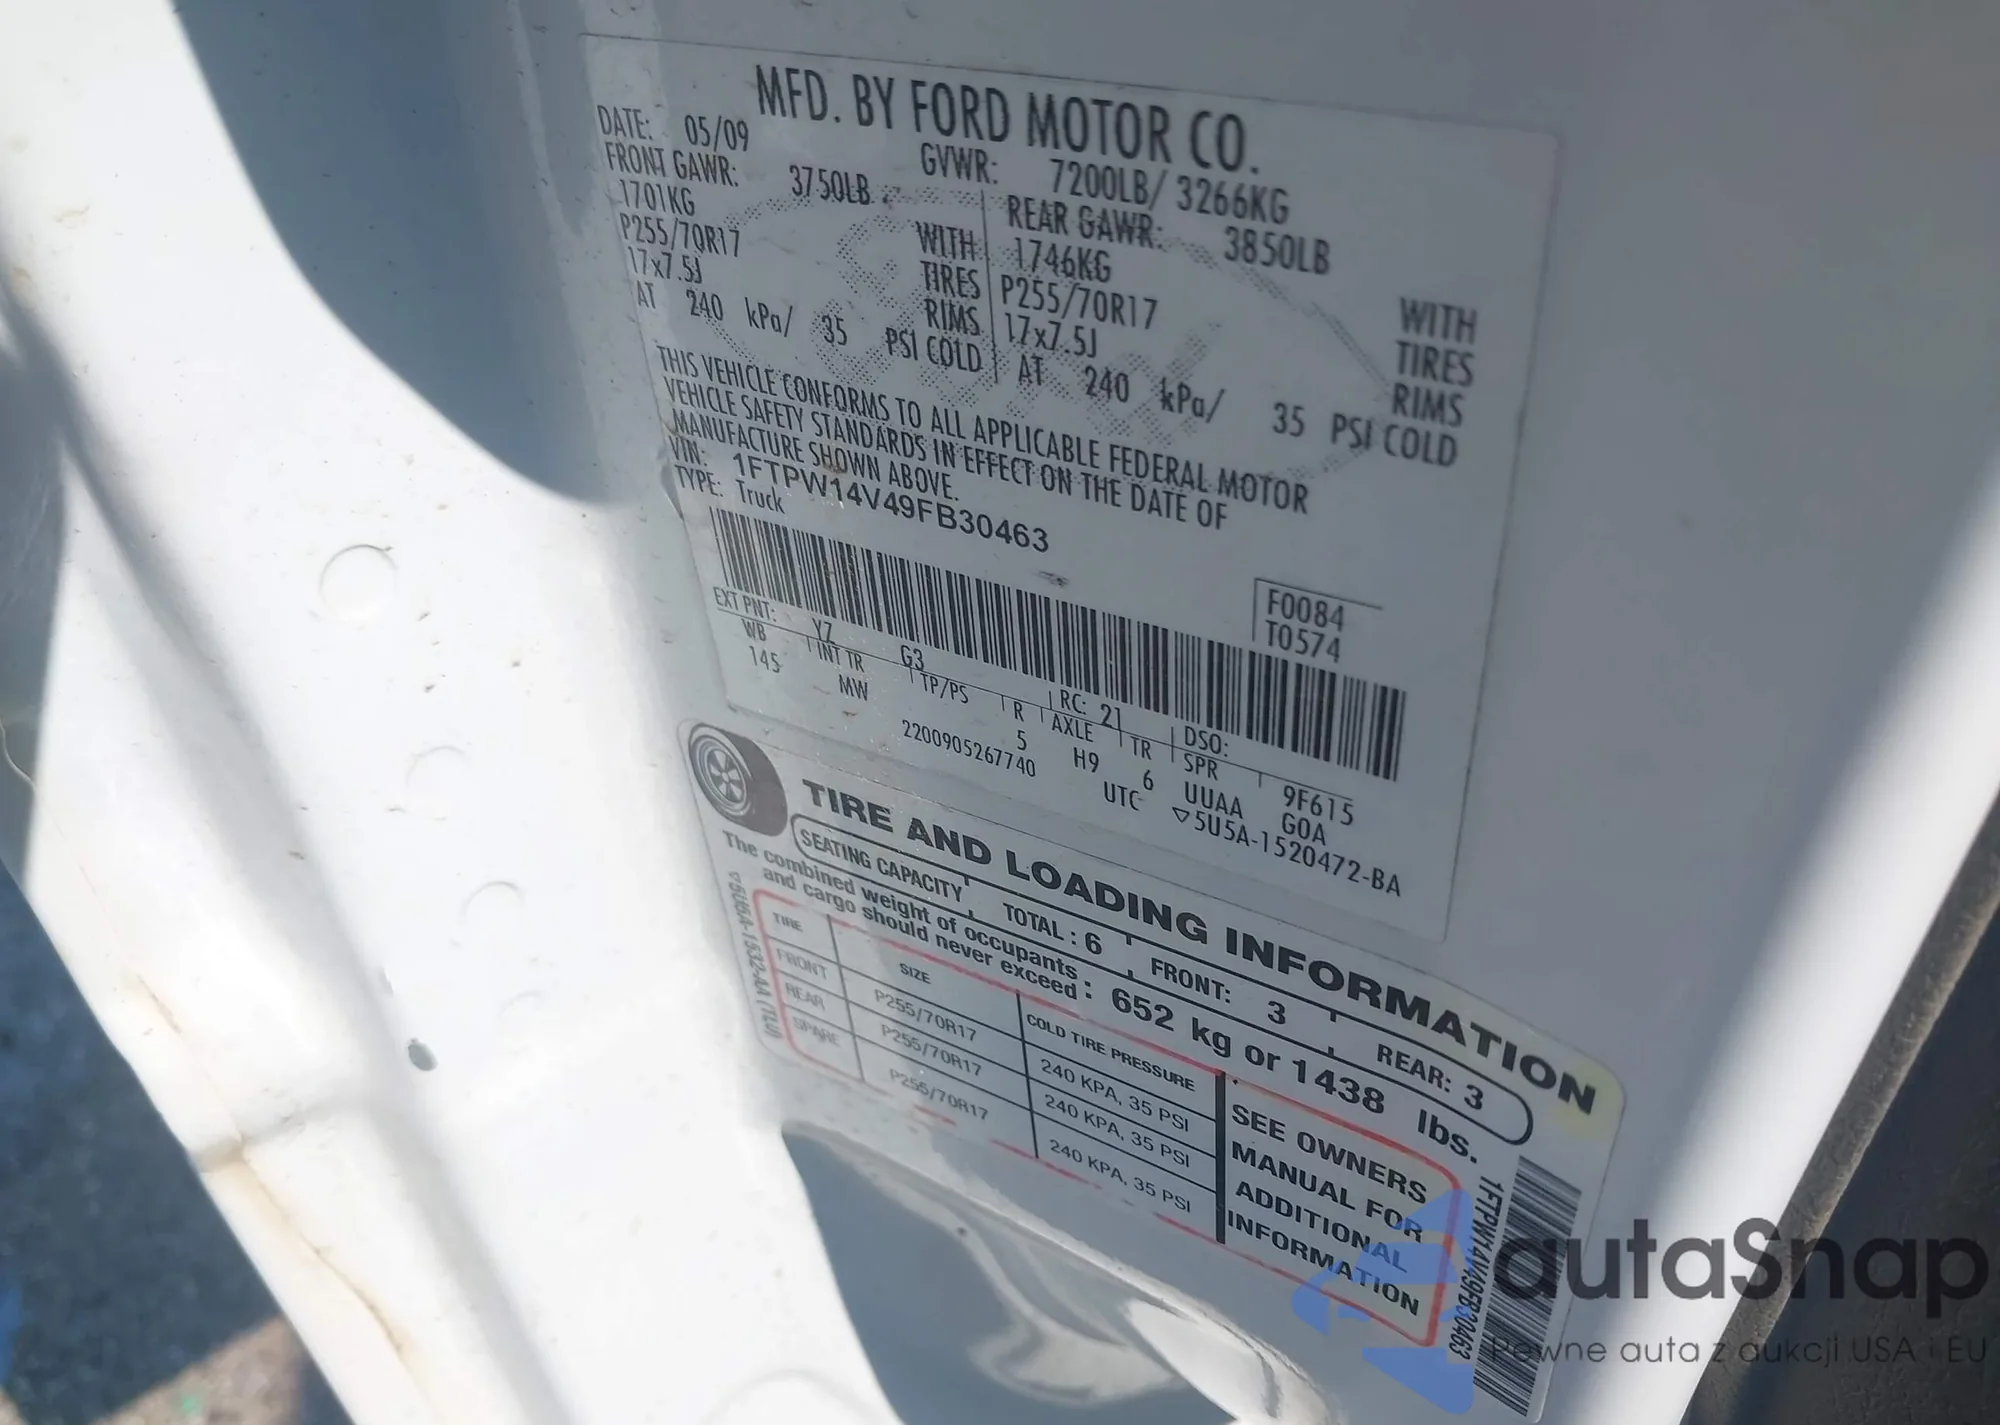 MFD. BY FORD MOTOR CO.
DATE: 05/09 GVWR: 7200LB/ 3266KG
FRONT GAWR: 3750LB REAR GAWR: 3850LB
1701KG WITH 1746KG WITH
P255/70R17 TIRES P255/70R17 TIRES
17x7.5J RIMS 17x7.5J RIMS
AT 240 kPa/ 35 PSI COLD AT 240 kPa/ 35 PSI COLD
THIS VEHICLE CONFORMS TO ALL APPLICABLE FEDERAL MOTOR
VEHICLE SAFETY STANDARDS IN EFFECT ON THE DATE OF
MANUFACTURE SHOWN ABOVE.
VIN: 1FTPW14V49FB30463
TYPE: Truck
F0084
T0574
EXT PNT: YZ G3 RC: 21 DSO:
WB INT TR TP/PS R AXLE TR SPR 9F615
145 MW 5 H9 6 UUAA G0A
2200905267740 UTC ▽5U5A-1520472-BA
TIRE AND LOADING INFORMATION
SEATING CAPACITY TOTAL : 6 FRONT: 3 REAR: 3
The combined weight of occupants
and cargo should never exceed : 652 kg or 1438 lbs.
TIRE SIZE COLD TIRE PRESSURE
FRONT P255/70R17 240 KPA, 35 PSI
REAR P255/70R17 240 KPA, 35 PSI
SPARE P255/70R17 240 KPA, 35 PSI
SEE OWNERS
MANUAL FOR
ADDITIONAL
INFORMATION
1FTPW14V49FB30463
autaSnap
Pewne auta z aukcji USA i EU